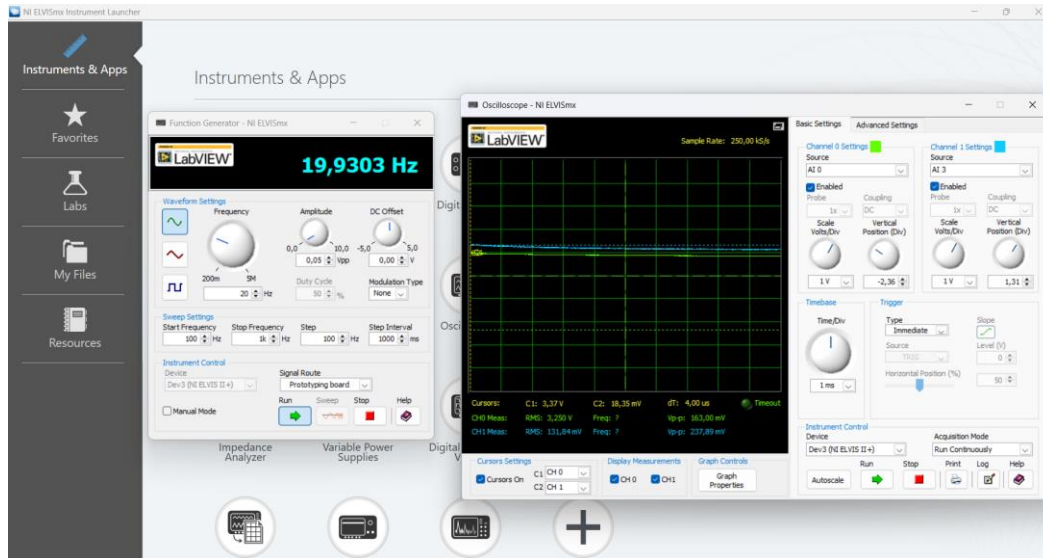 NI ELVISmx Instrument Launcher
Instruments & Apps
Favorites
Labs
My Files
Resources
Instruments & Apps
Function Generator - NI ELVISmx
LabVIEW
19,9303 Hz
Waveform Settings
Frequency
Amplitude
DC Offset
0,0 10,0
-5,0 5,0
0,05 Vpp
0,00 V
200m 5M
20 Hz
Duty Cycle
50 %
Modulation Type
None
Sweep Settings
Start Frequency Stop Frequency Step Step Interval
100 Hz 1k Hz 100 Hz 1000 ms
Instrument Control
Device
Signal Route
Dev3 (NI ELVIS II+)
Prototyping board
Run Sweep Stop Help
Manual Mode
Impedance
Analyzer
Variable Power
Supplies
Oscilloscope - NI ELVISmx
LabVIEW
Sample Rate: 250,00 kS/s
Cursors: C1: 3,37 V C2: 18,35 mV dT: 4,00 us Timeout
CH0 Meas: RMS: 3,250 V Freq: ? Vp-p: 163,00 mV
CH1 Meas: RMS: 131,84 mV Freq: ? Vp-p: 237,89 mV
Cursors Settings
Cursors On
C1 CH 0
C2 CH 1
Display Measurements
CH 0 CH1
Graph Controls
Graph
Properties
Basic Settings Advanced Settings
Channel 0 Settings
Source
AI 0
Enabled
Probe Coupling
1x DC
Scale
Volts/Div
Vertical
Position (Div)
1 V -2,36
Channel 1 Settings
Source
AI 3
Enabled
Probe Coupling
1x DC
Scale
Volts/Div
Vertical
Position (Div)
1 V 1,31
Timebase
Time/Div
1 ms
Trigger
Type
Immediate
Slope
Source
TRIG
Level (V)
0
Horizontal Position (%)
50
Instrument Control
Device
Acquisition Mode
Dev3 (NI ELVIS II+)
Run Continuously
Run Stop Print Log Help
Autoscale